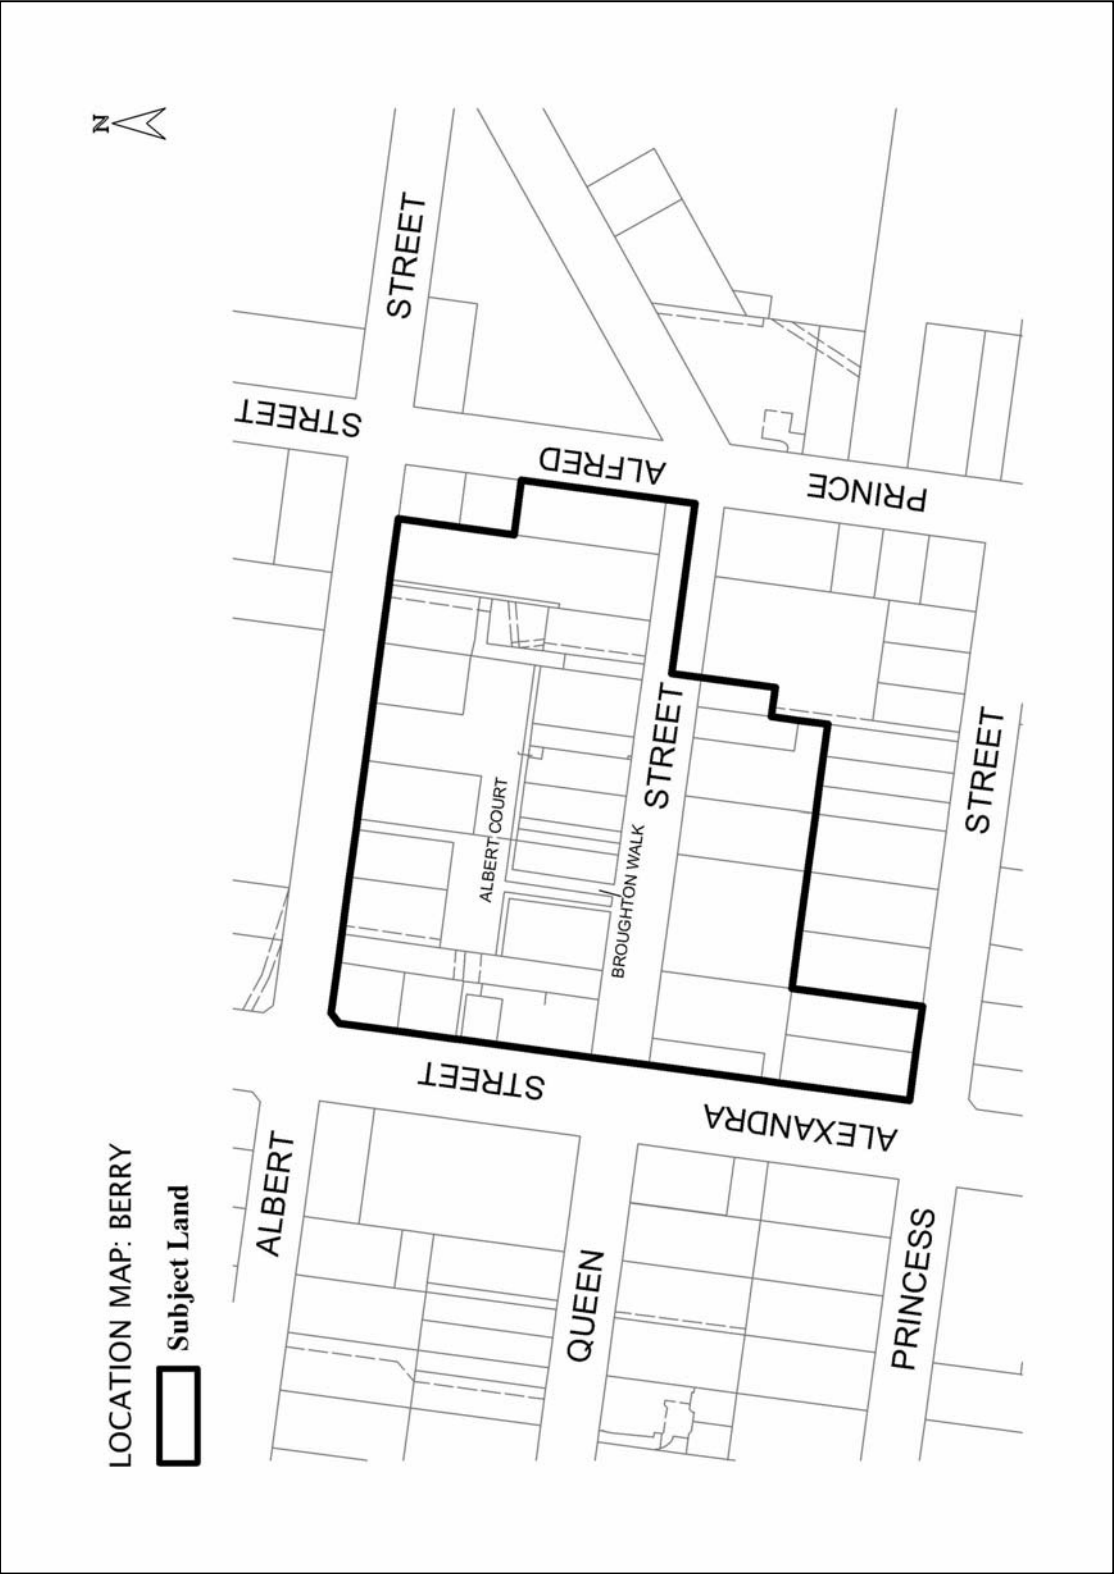 LOCATION MAP: BERRY
Subject Land
N
ALBERT STREET
ALEXANDRA STREET
PRINCE ALFRED STREET
ALBERT COURT
BROUGHTON WALK
QUEEN STREET
PRINCESS STREET